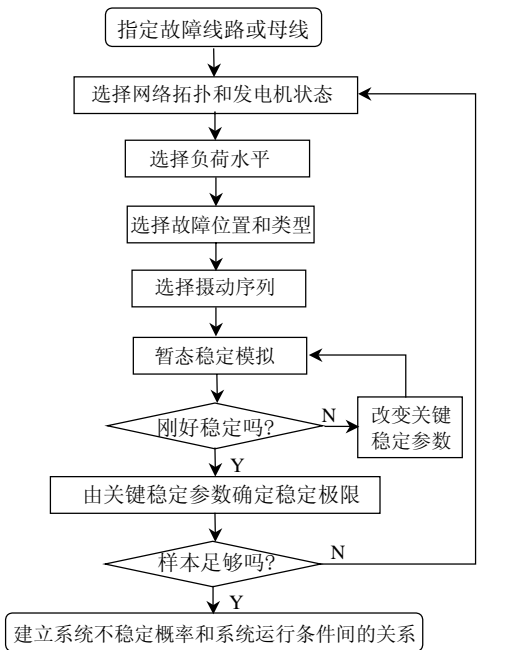 指定故障线路或母线
选择网络拓扑和发电机状态
选择负荷水平
选择故障位置和类型
选择摄动序列
暂态稳定模拟
刚好稳定吗?
N
改变关键
稳定参数
Y
由关键稳定参数确定稳定极限
样本足够吗?
N
Y
建立系统不稳定概率和系统运行条件间的关系